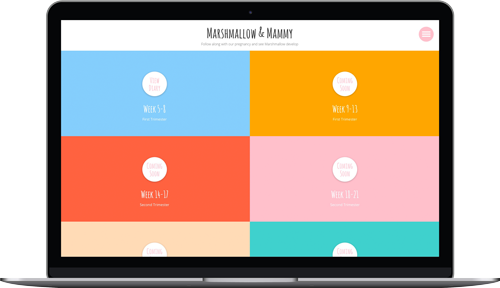 Marshmallow & Mammy
Follow along with our pregnancy and see Marshmallow develop
Now
Ready
Week 5-8
First Trimester
Coming
Soon
Week 9-13
First Trimester
Coming
Soon
Week 14-17
Second Trimester
Coming
Soon
Week 18-21
Second Trimester
Coming
Coming